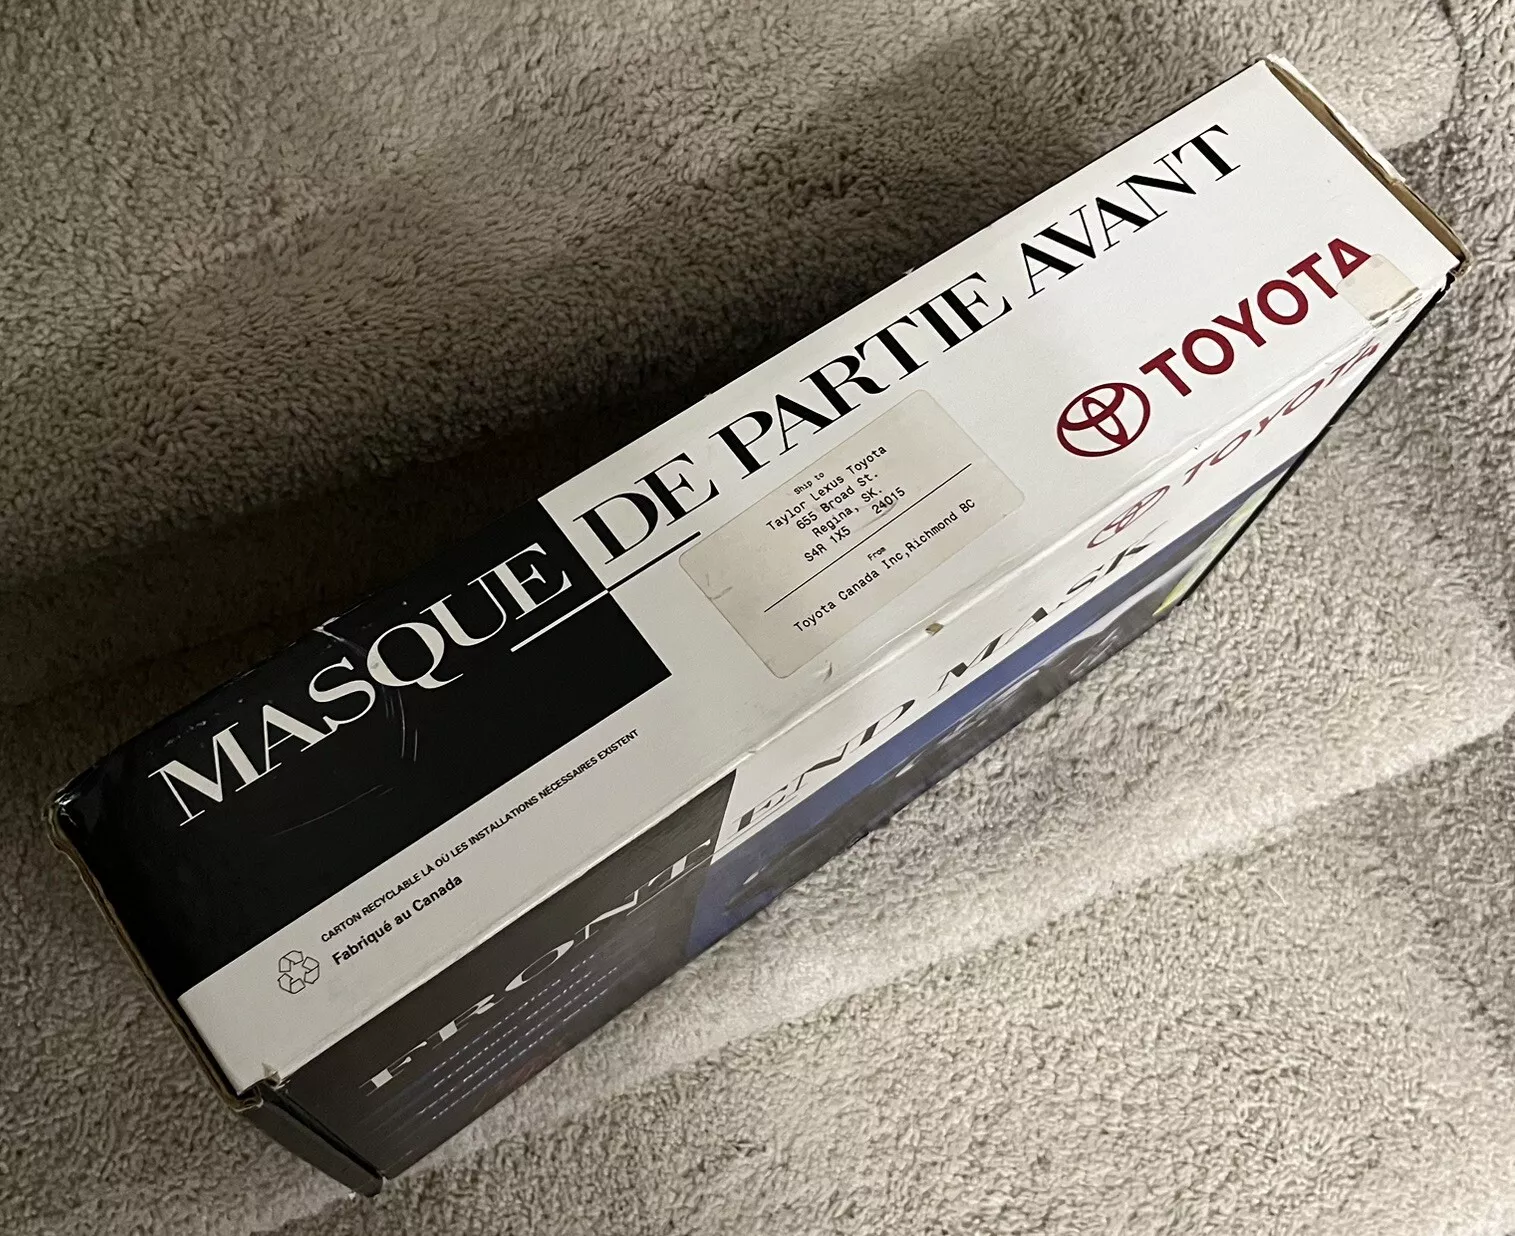 MASQUE DE PARTIE AVANT
TOYOTA
Ship to
Taylor Lexus Toyota
655 Broad St.
Regina, SK.
S4R 1X5 24015
From
Toyota Canada Inc,Richmond BC
CARTON RECYCLABLE LÀ OÙ LES INSTALLATIONS NÉCESSAIRES EXISTENT
Fabriqué au Canada
TOYOTA
FRONT END MASK